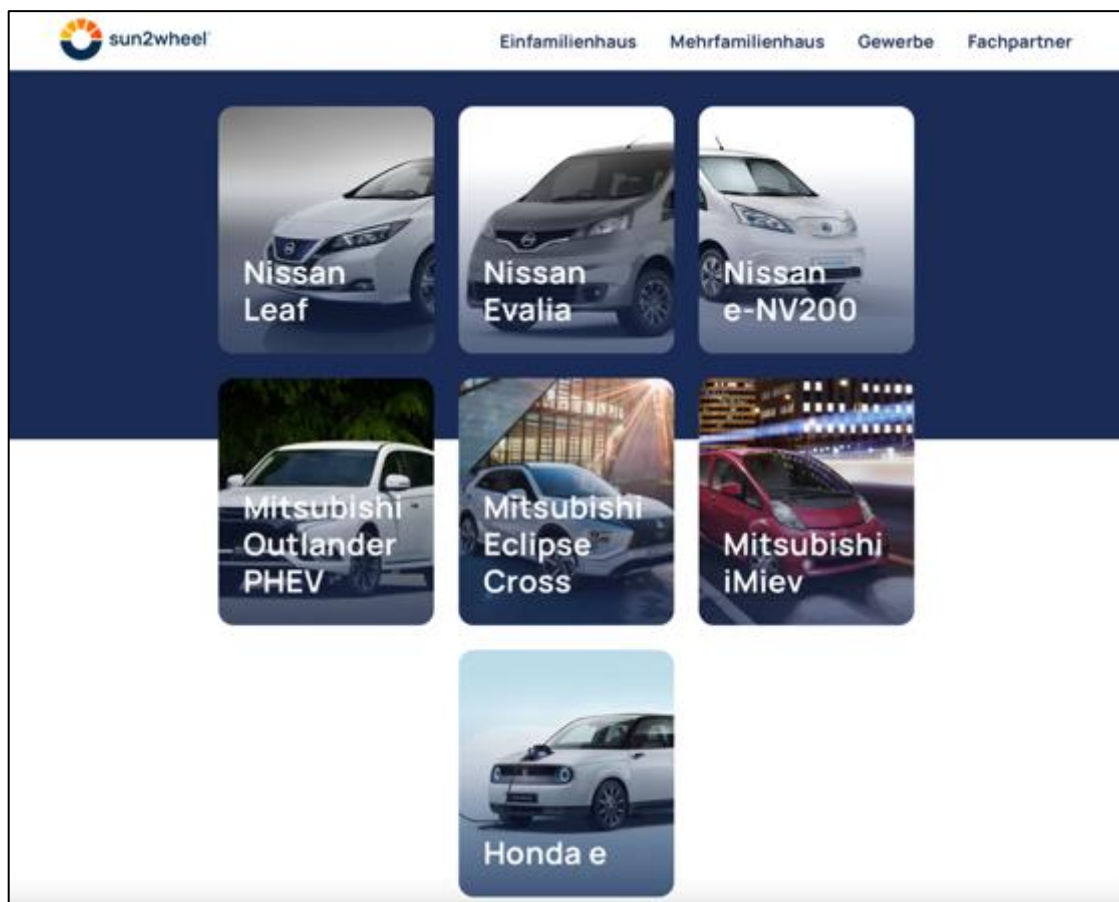 sun2wheel
Einfamilienhaus Mehrfamilienhaus Gewerbe Fachpartner
Nissan
Leaf
Nissan
Evalia
Nissan
e-NV200
Mitsubishi
Outlander
PHEV
Mitsubishi
Eclipse
Cross
Mitsubishi
iMiev
Honda e